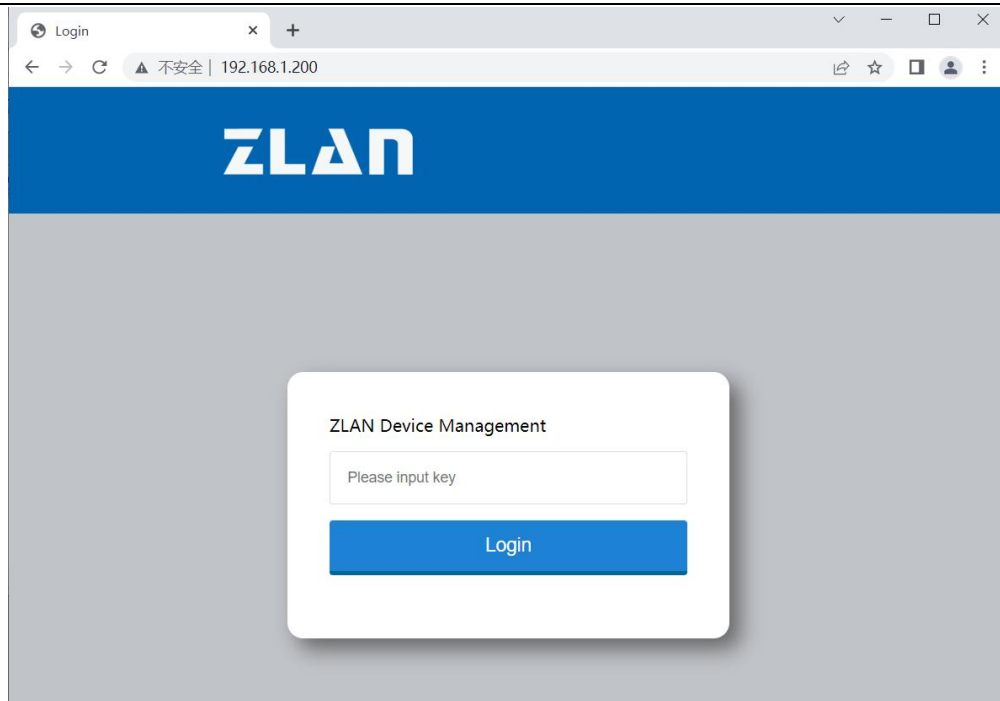 Login
不安全 | 192.168.1.200
ZLAN
ZLAN Device Management
Please input key
Login